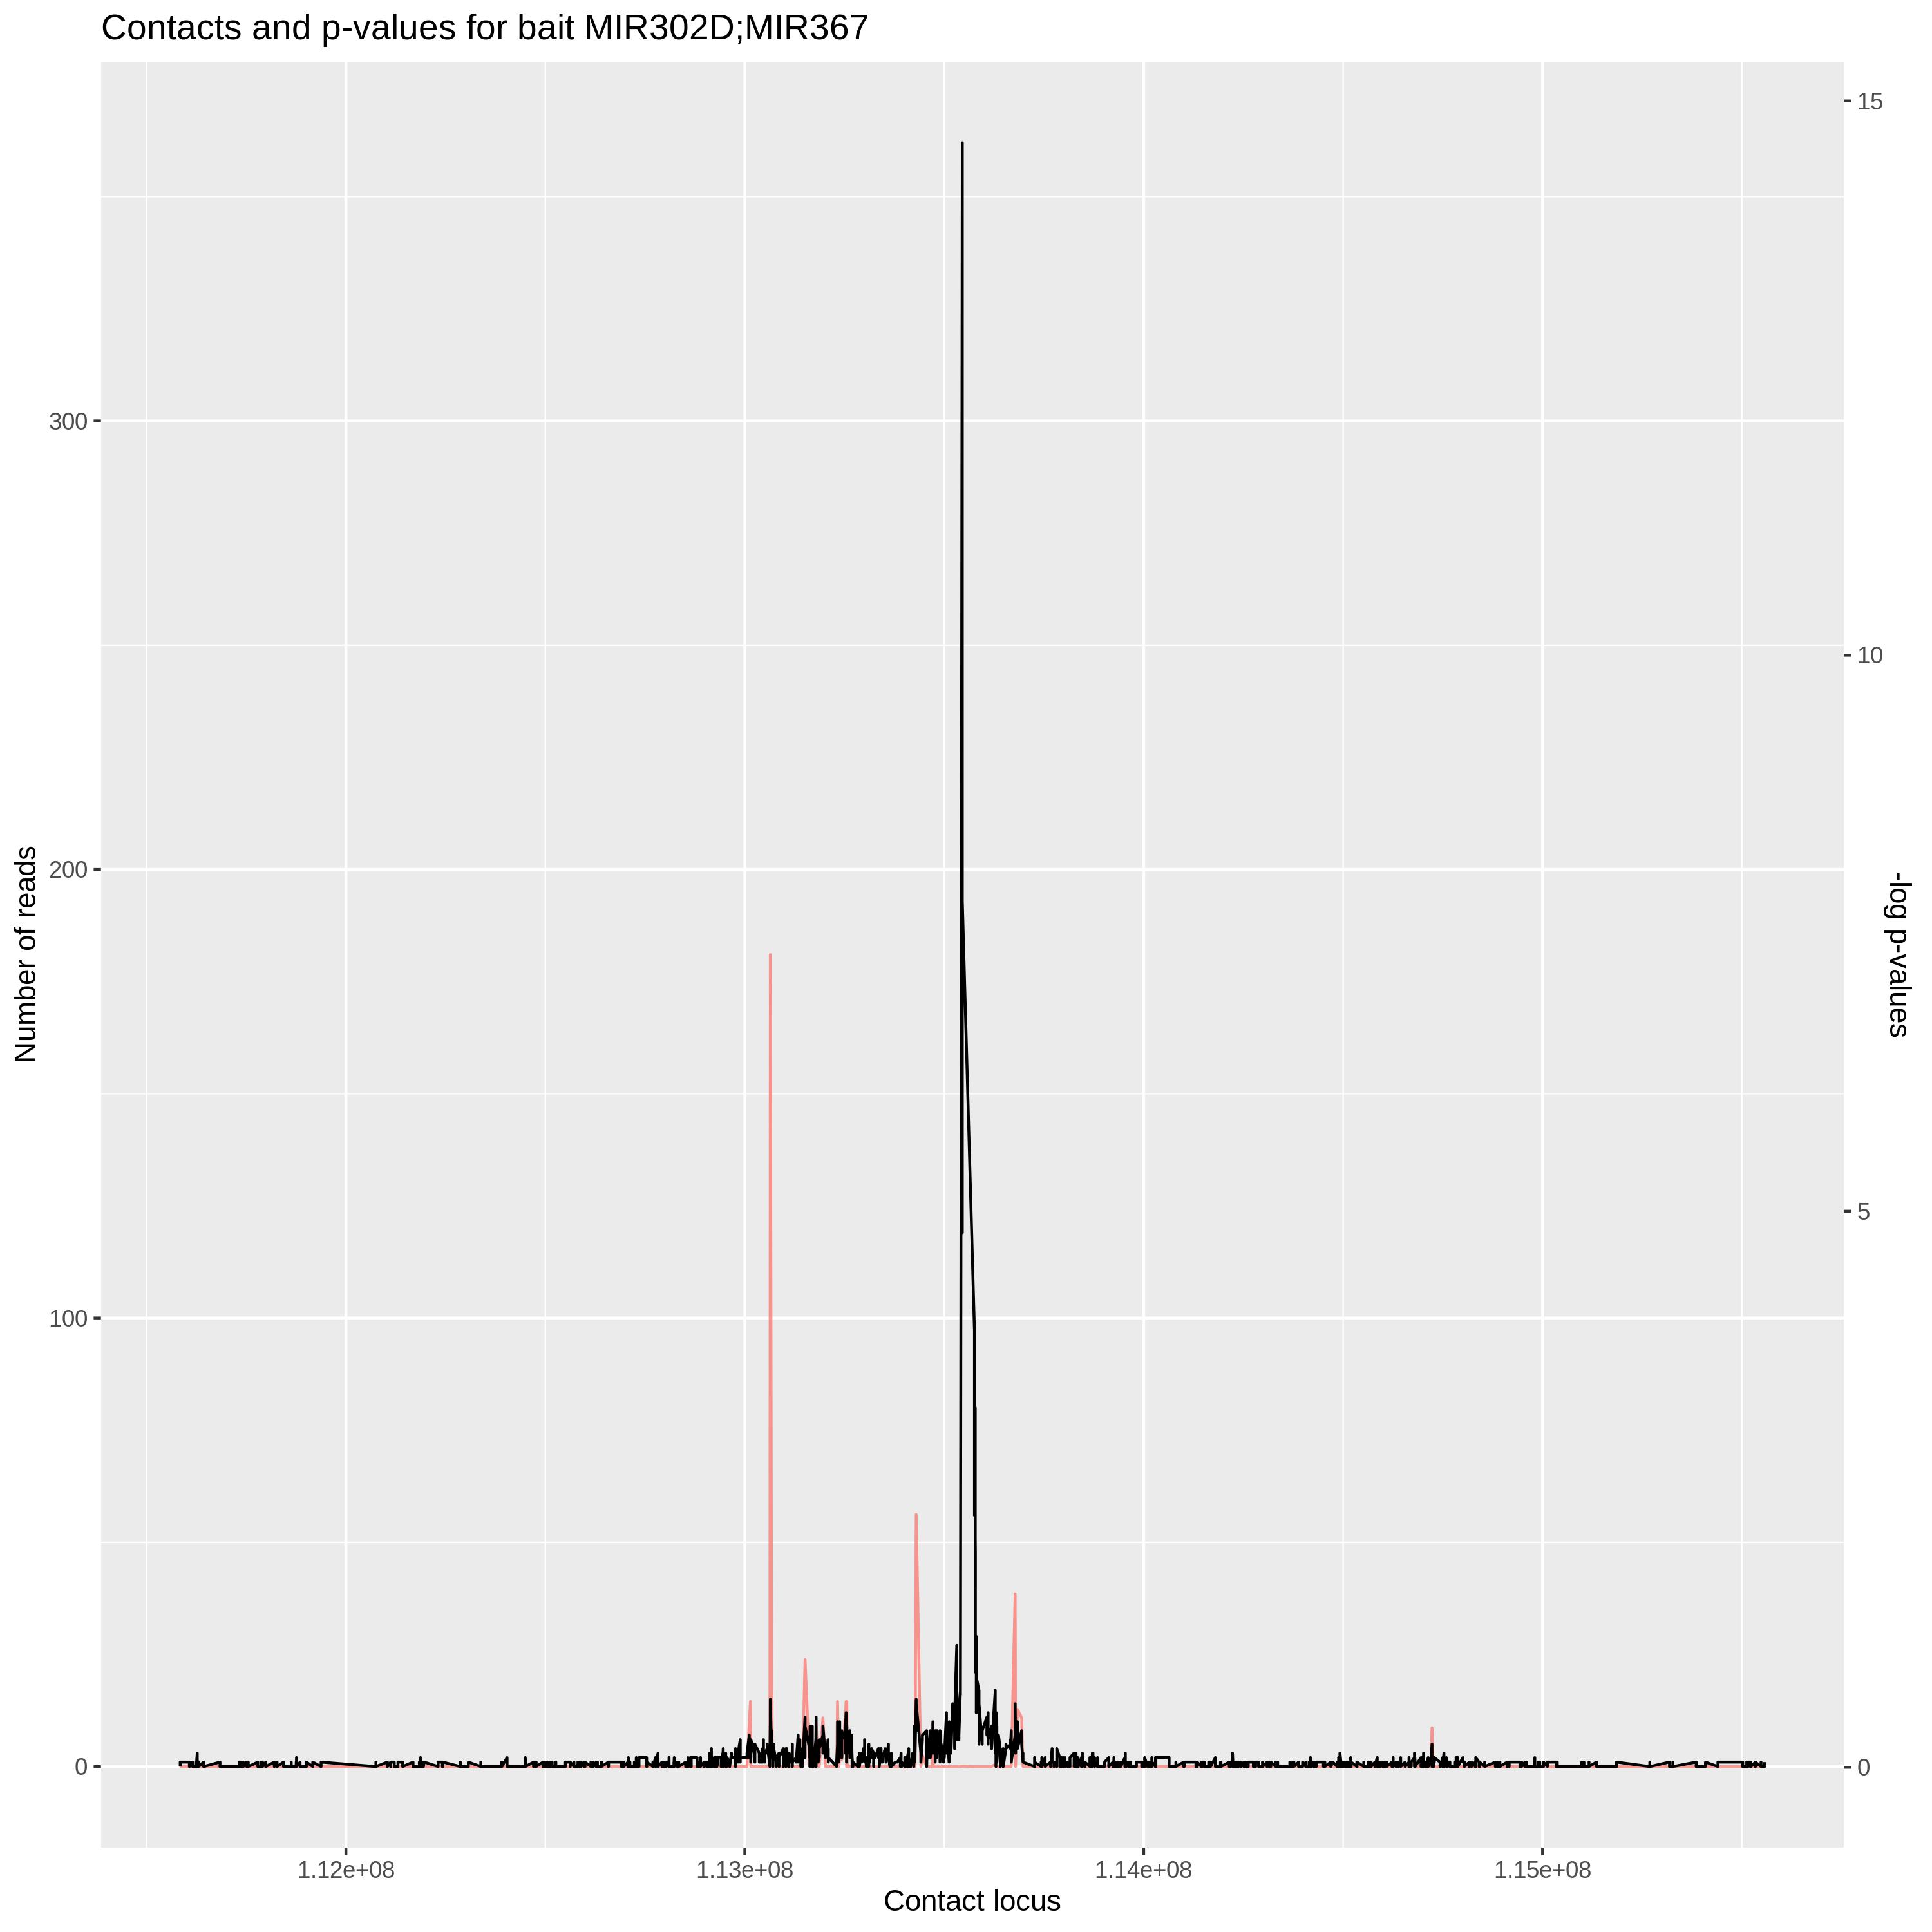 Contacts and p-values for bait MIR302D;MIR367
15
300
10
200
Number of reads
-log p-values
5
100
0
0
1.12e+08
1.13e+08
1.14e+08
1.15e+08
Contact locus